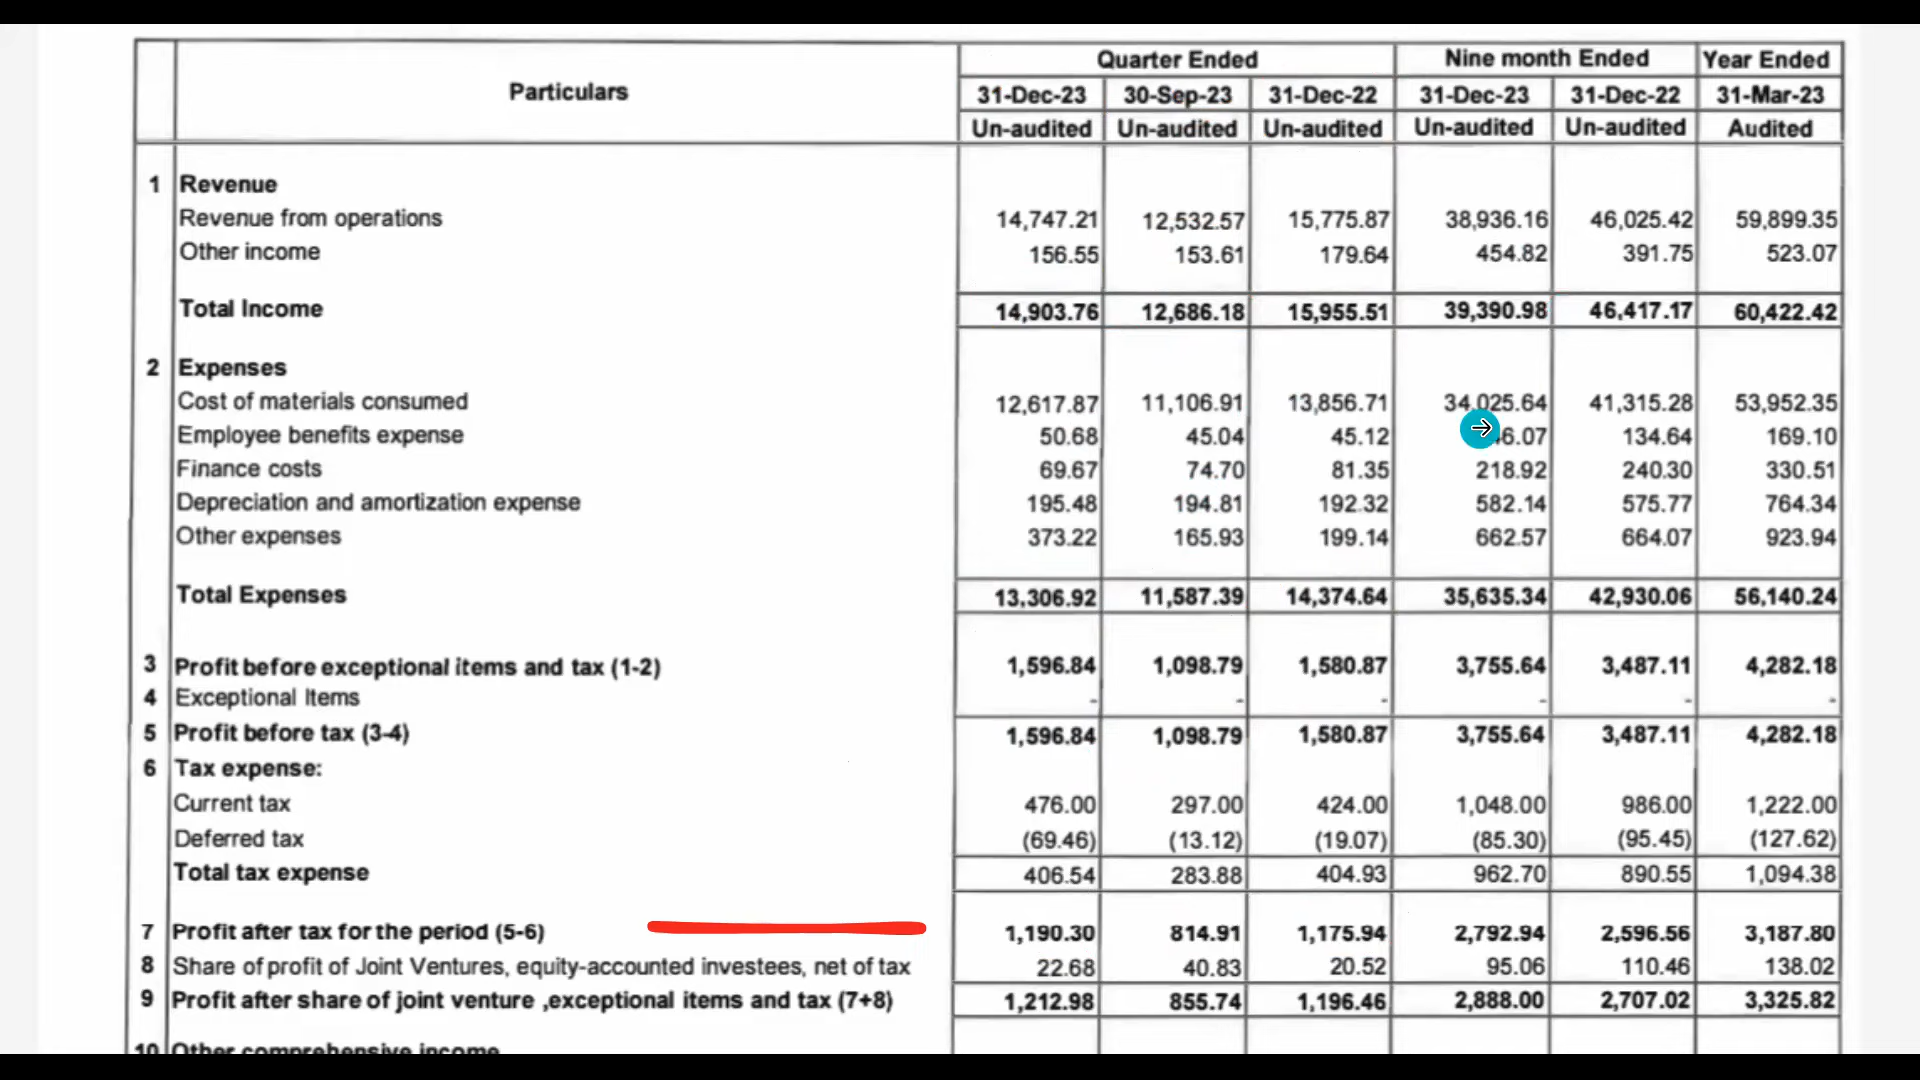 Particulars Quarter Ended Nine month Ended Year Ended
31-Dec-23 30-Sep-23 31-Dec-22 31-Dec-23 31-Dec-22 31-Mar-23
Un-audited Un-audited Un-audited Un-audited Un-audited Audited
1 Revenue
Revenue from operations 14,747.21 12,532.57 15,775.87 38,936.16 46,025.42 59,899.35
Other income 156.55 153.61 179.64 454.82 391.75 523.07
Total Income 14,903.76 12,686.18 15,955.51 39,390.98 46,417.17 60,422.42
2 Expenses
Cost of materials consumed 12,617.87 11,106.91 13,856.71 34,025.64 41,315.28 53,952.35
Employee benefits expense 50.68 45.04 45.12 6.07 134.64 169.10
Finance costs 69.67 74.70 81.35 218.92 240.30 330.51
Depreciation and amortization expense 195.48 194.81 192.32 582.14 575.77 764.34
Other expenses 373.22 165.93 199.14 662.57 664.07 923.94
Total Expenses 13,306.92 11,587.39 14,374.64 35,635.34 42,930.06 56,140.24
3 Profit before exceptional items and tax (1-2) 1,596.84 1,098.79 1,580.87 3,755.64 3,487.11 4,282.18
4 Exceptional Items - - - - - -
5 Profit before tax (3-4) 1,596.84 1,098.79 1,580.87 3,755.64 3,487.11 4,282.18
6 Tax expense:
Current tax 476.00 297.00 424.00 1,048.00 986.00 1,222.00
Deferred tax (69.46) (13.12) (19.07) (85.30) (95.45) (127.62)
Total tax expense 406.54 283.88 404.93 962.70 890.55 1,094.38
7 Profit after tax for the period (5-6) 1,190.30 814.91 1,175.94 2,792.94 2,596.56 3,187.80
8 Share of profit of Joint Ventures, equity-accounted investees, net of tax 22.68 40.83 20.52 95.06 110.46 138.02
9 Profit after share of joint venture ,exceptional items and tax (7+8) 1,212.98 855.74 1,196.46 2,888.00 2,707.02 3,325.82
10 Other comprehensive income